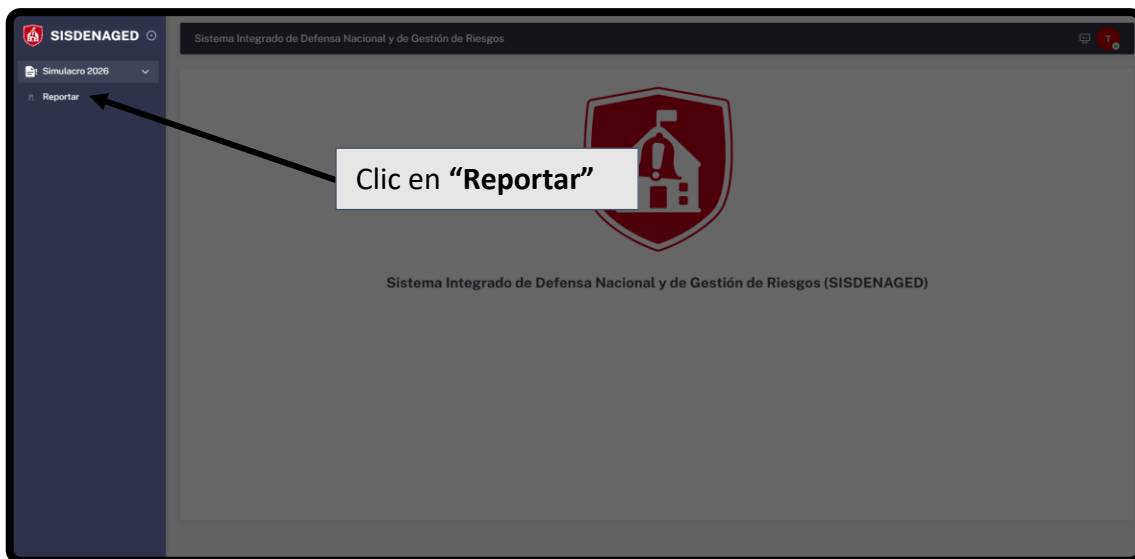 SISDENAGED
Sistema Integrado de Defensa Nacional y de Gestión de Riesgos
T
Simulacro 2026
Reportar
Clic en “Reportar”
Sistema Integrado de Defensa Nacional y de Gestión de Riesgos (SISDENAGED)